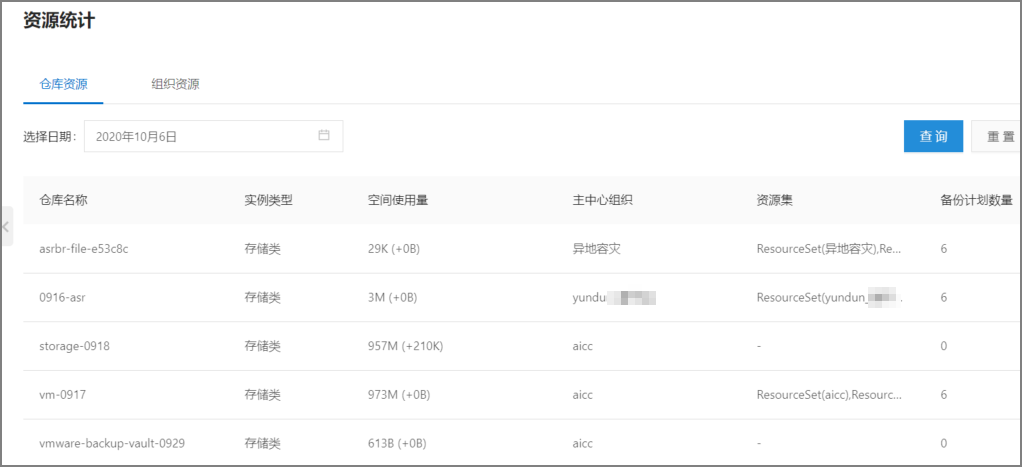 资源统计
仓库资源 组织资源
选择日期： 2020年10月6日 查 询 重 置
仓库名称 实例类型 空间使用量 主中心组织 资源集 备份计划数量
asrbr-file-e53c8c 存储类 29K (+0B) 异地容灾 ResourceSet(异地容灾),Re... 6
0916-asr 存储类 3M (+0B) yundu ResourceSet(yundun_ . 6
storage-0918 存储类 957M (+210K) aicc - 0
vm-0917 存储类 973M (+0B) aicc ResourceSet(aicc),Resourc... 6
vmware-backup-vault-0929 存储类 613B (+0B) aicc - 0